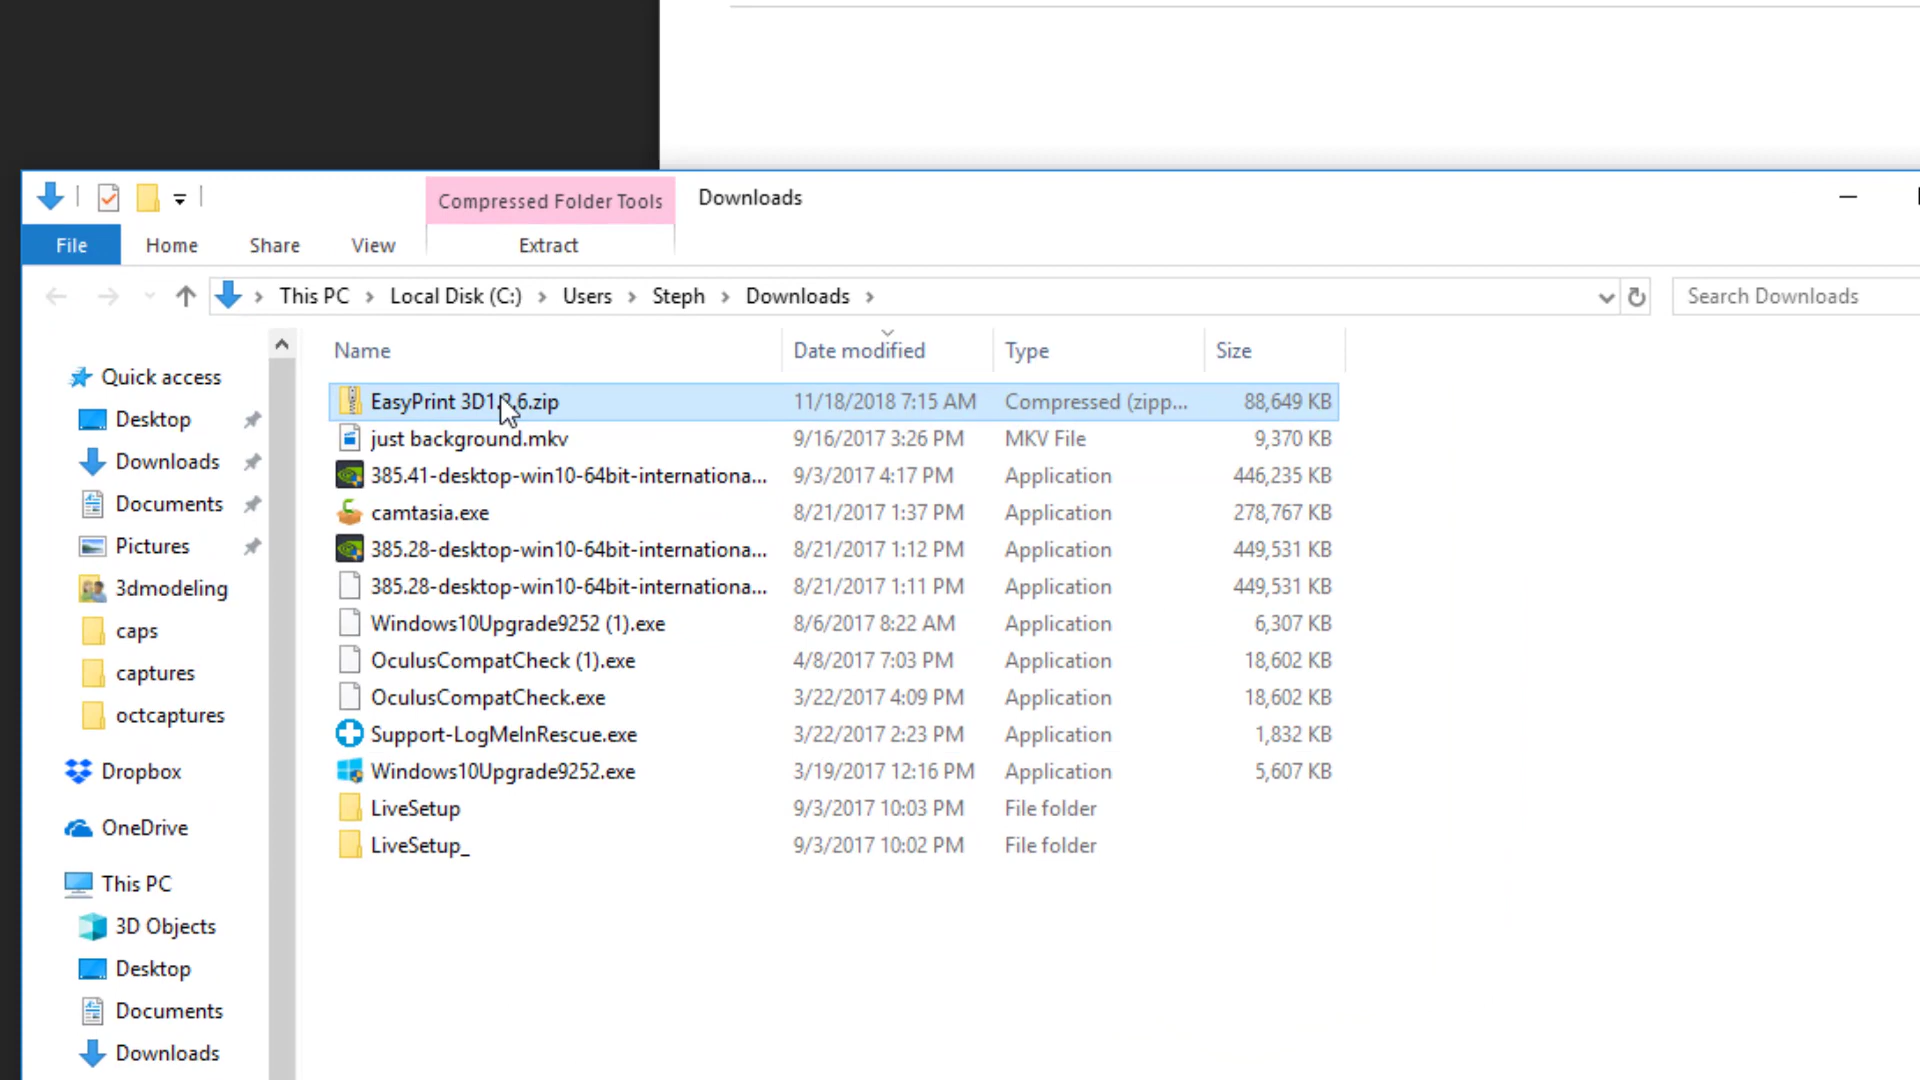 Compressed Folder Tools
Downloads
File
Home
Share
View
Extract
This PC
Local Disk (C:)
Users
Steph
Downloads
Search Downloads
Name
Date modified
Type
Size
Quick access
Desktop
Downloads
Documents
Pictures
3dmodeling
caps
captures
octcaptures
Dropbox
OneDrive
This PC
3D Objects
Desktop
Documents
Downloads
EasyPrint 11/18/2018 7:15 AM Compressed (zipp... 88,649 KB
just background.mkv 9/16/2017 3:26 PM MKV File 9,370 KB
385.41-desktop-win10-64bit-internationa... 9/3/2017 4:17 PM Application 446,235 KB
camtasia.exe 8/21/2017 1:37 PM Application 278,767 KB
385.28-desktop-win10-64bit-internationa... 8/21/2017 1:12 PM Application 449,531 KB
385.28-desktop-win10-64bit-internationa... 8/21/2017 1:11 PM Application 449,531 KB
Windows10Upgrade9252 (1).exe 8/6/2017 8:22 AM Application 6,307 KB
OculusCompatCheck (1).exe 4/8/2017 7:03 PM Application 18,602 KB
OculusCompatCheck.exe 3/22/2017 4:09 PM Application 18,602 KB
Support-LogMeInRescue.exe 3/22/2017 2:23 PM Application 1,832 KB
Windows10Upgrade9252.exe 3/19/2017 12:16 PM Application 5,607 KB
LiveSetup 9/3/2017 10:03 PM File folder
LiveSetup_ 9/3/2017 10:02 PM File folder